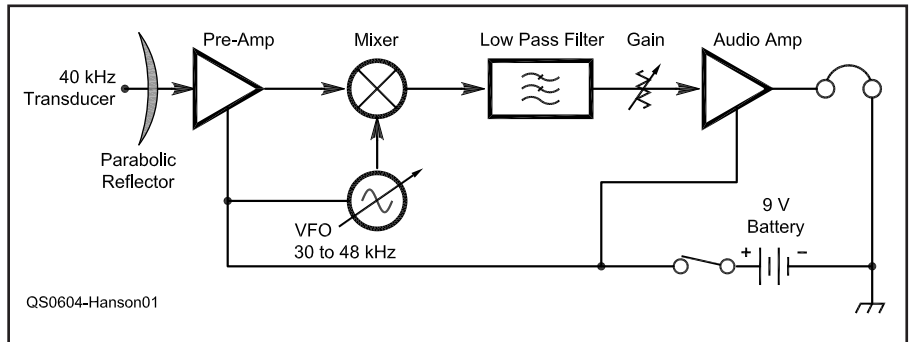 Pre-Amp
Mixer
Low Pass Filter
Gain
Audio Amp
40 kHz
Transducer
Parabolic
Reflector
VFO
30 to 48 kHz
9 V
Battery
+
–
QS0604-Hanson01